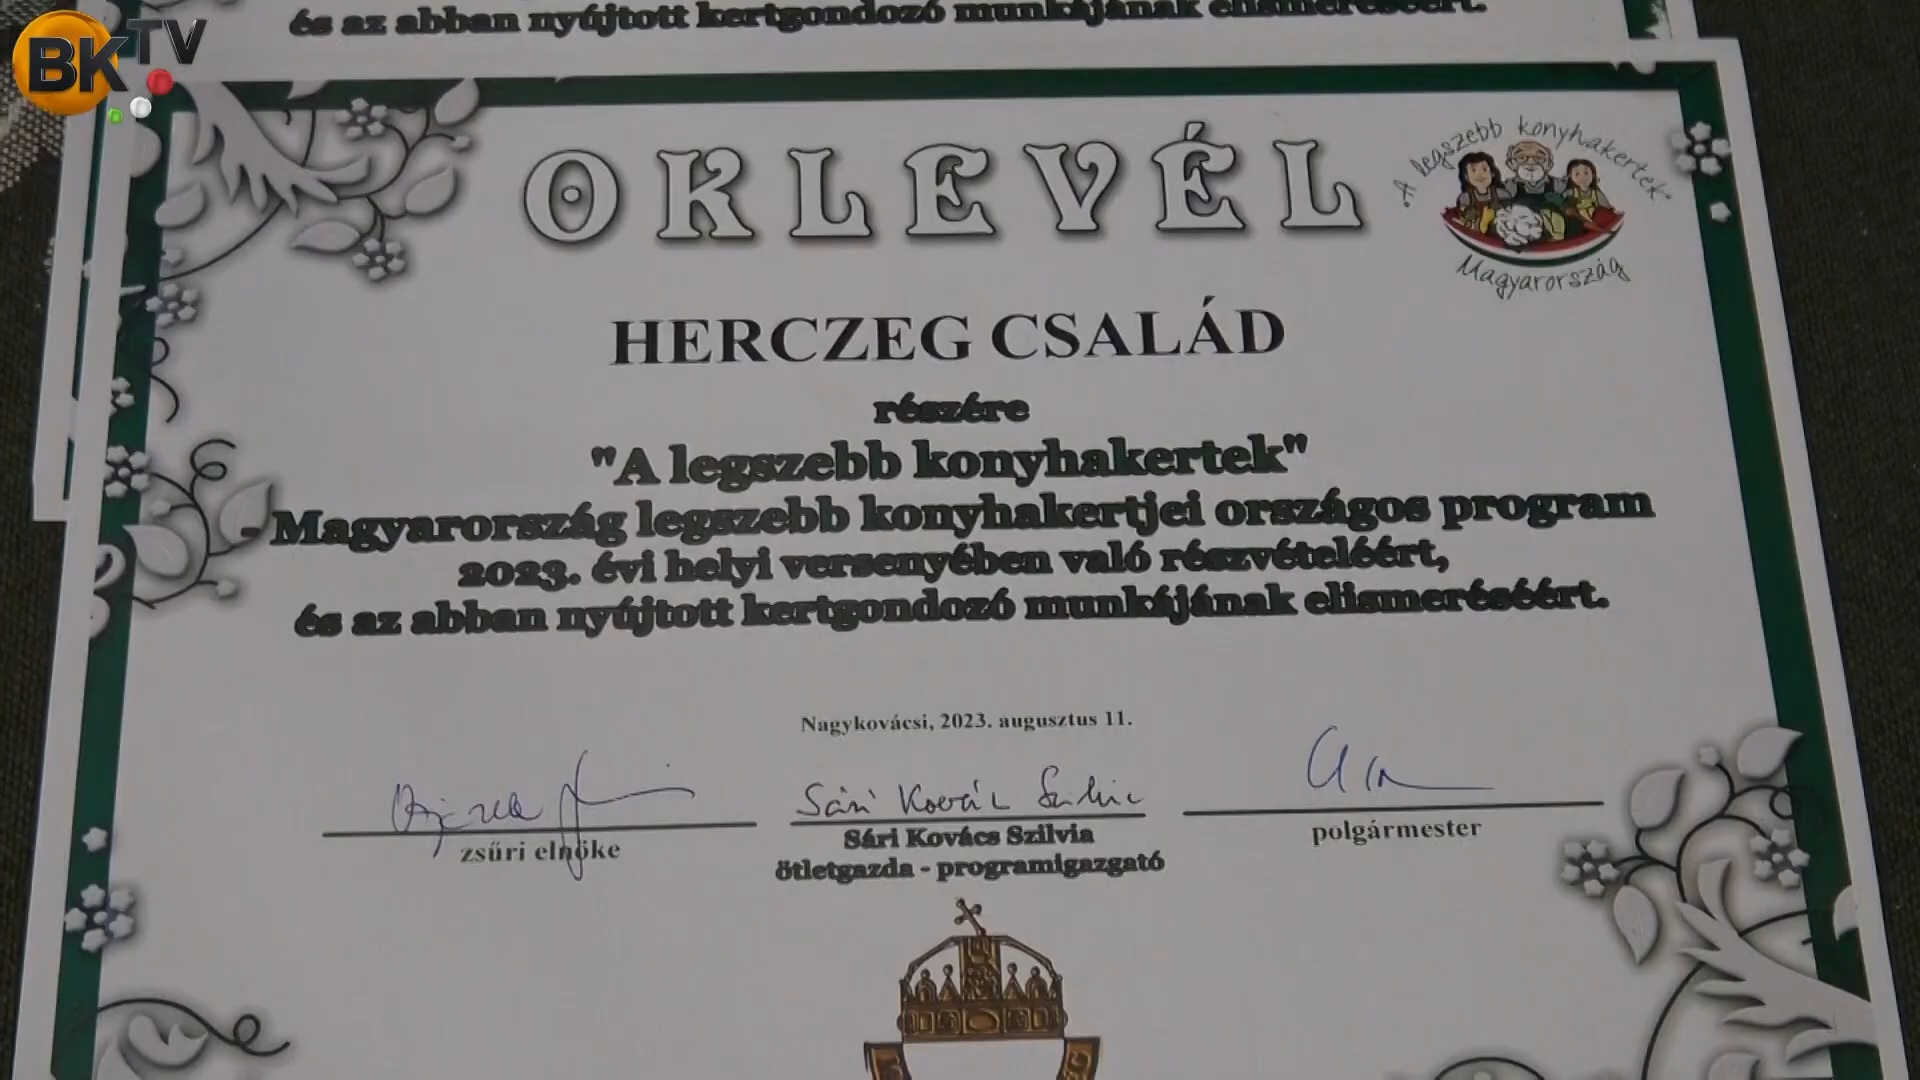 és az abban nyújtott kertgondozó munkájának elismeréséért.
BKTV
OKLEVÉL
"A legszebb konyhakertek"
Magyarország
HERCZEG CSALÁD
részére
"A legszebb konyhakertek"
- Magyarország legszebb konyhakertjei országos program
2023. évi helyi versenyében való részvételéért,
és az abban nyújtott kertgondozó munkájának elismeréséért.
Nagykovácsi, 2023. augusztus 11.
Sári Kovács Szilvia
zsűri elnöke
Sári Kovács Szilvia
ötletgazda - programigazgató
polgármester